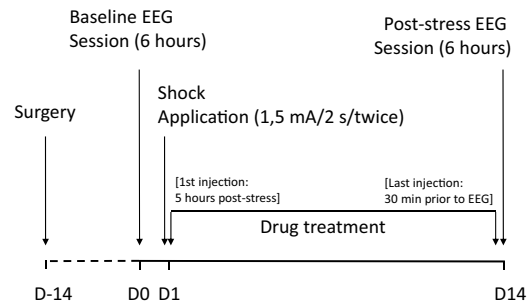 Baseline EEG
Session (6 hours)
Post-stress EEG
Session (6 hours)
Surgery
Shock
Application (1,5 mA/2 s/twice)
[1st injection:
5 hours post-stress]
[Last injection:
30 min prior to EEG]
Drug treatment
D-14
D0
D1
D14